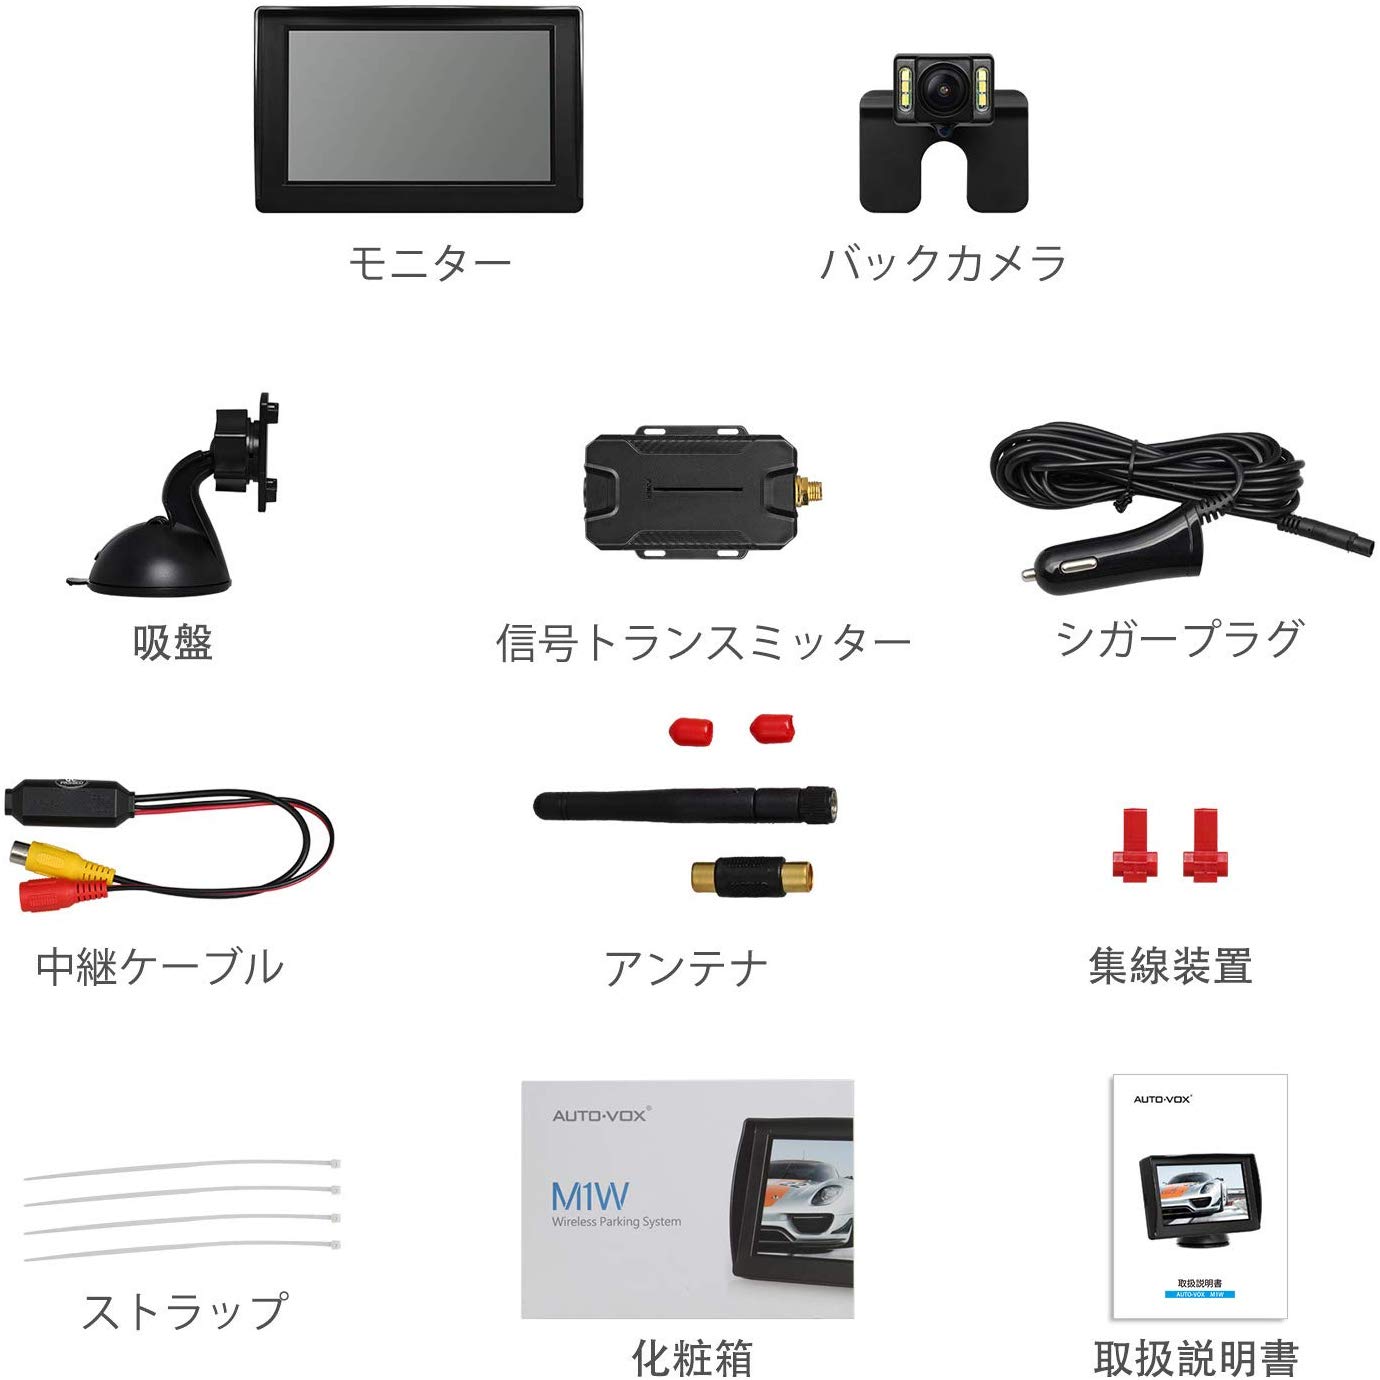 モニター
バックカメラ
吸盤
信号トランスミッター
シガープラグ
中継ケーブル
アンテナ
集線装置
AUTO·VOX®
M1W
Wireless Parking System
AUTO·VOX®
取扱説明書
AUTO-VOX M1W
ストラップ
化粧箱
取扱説明書